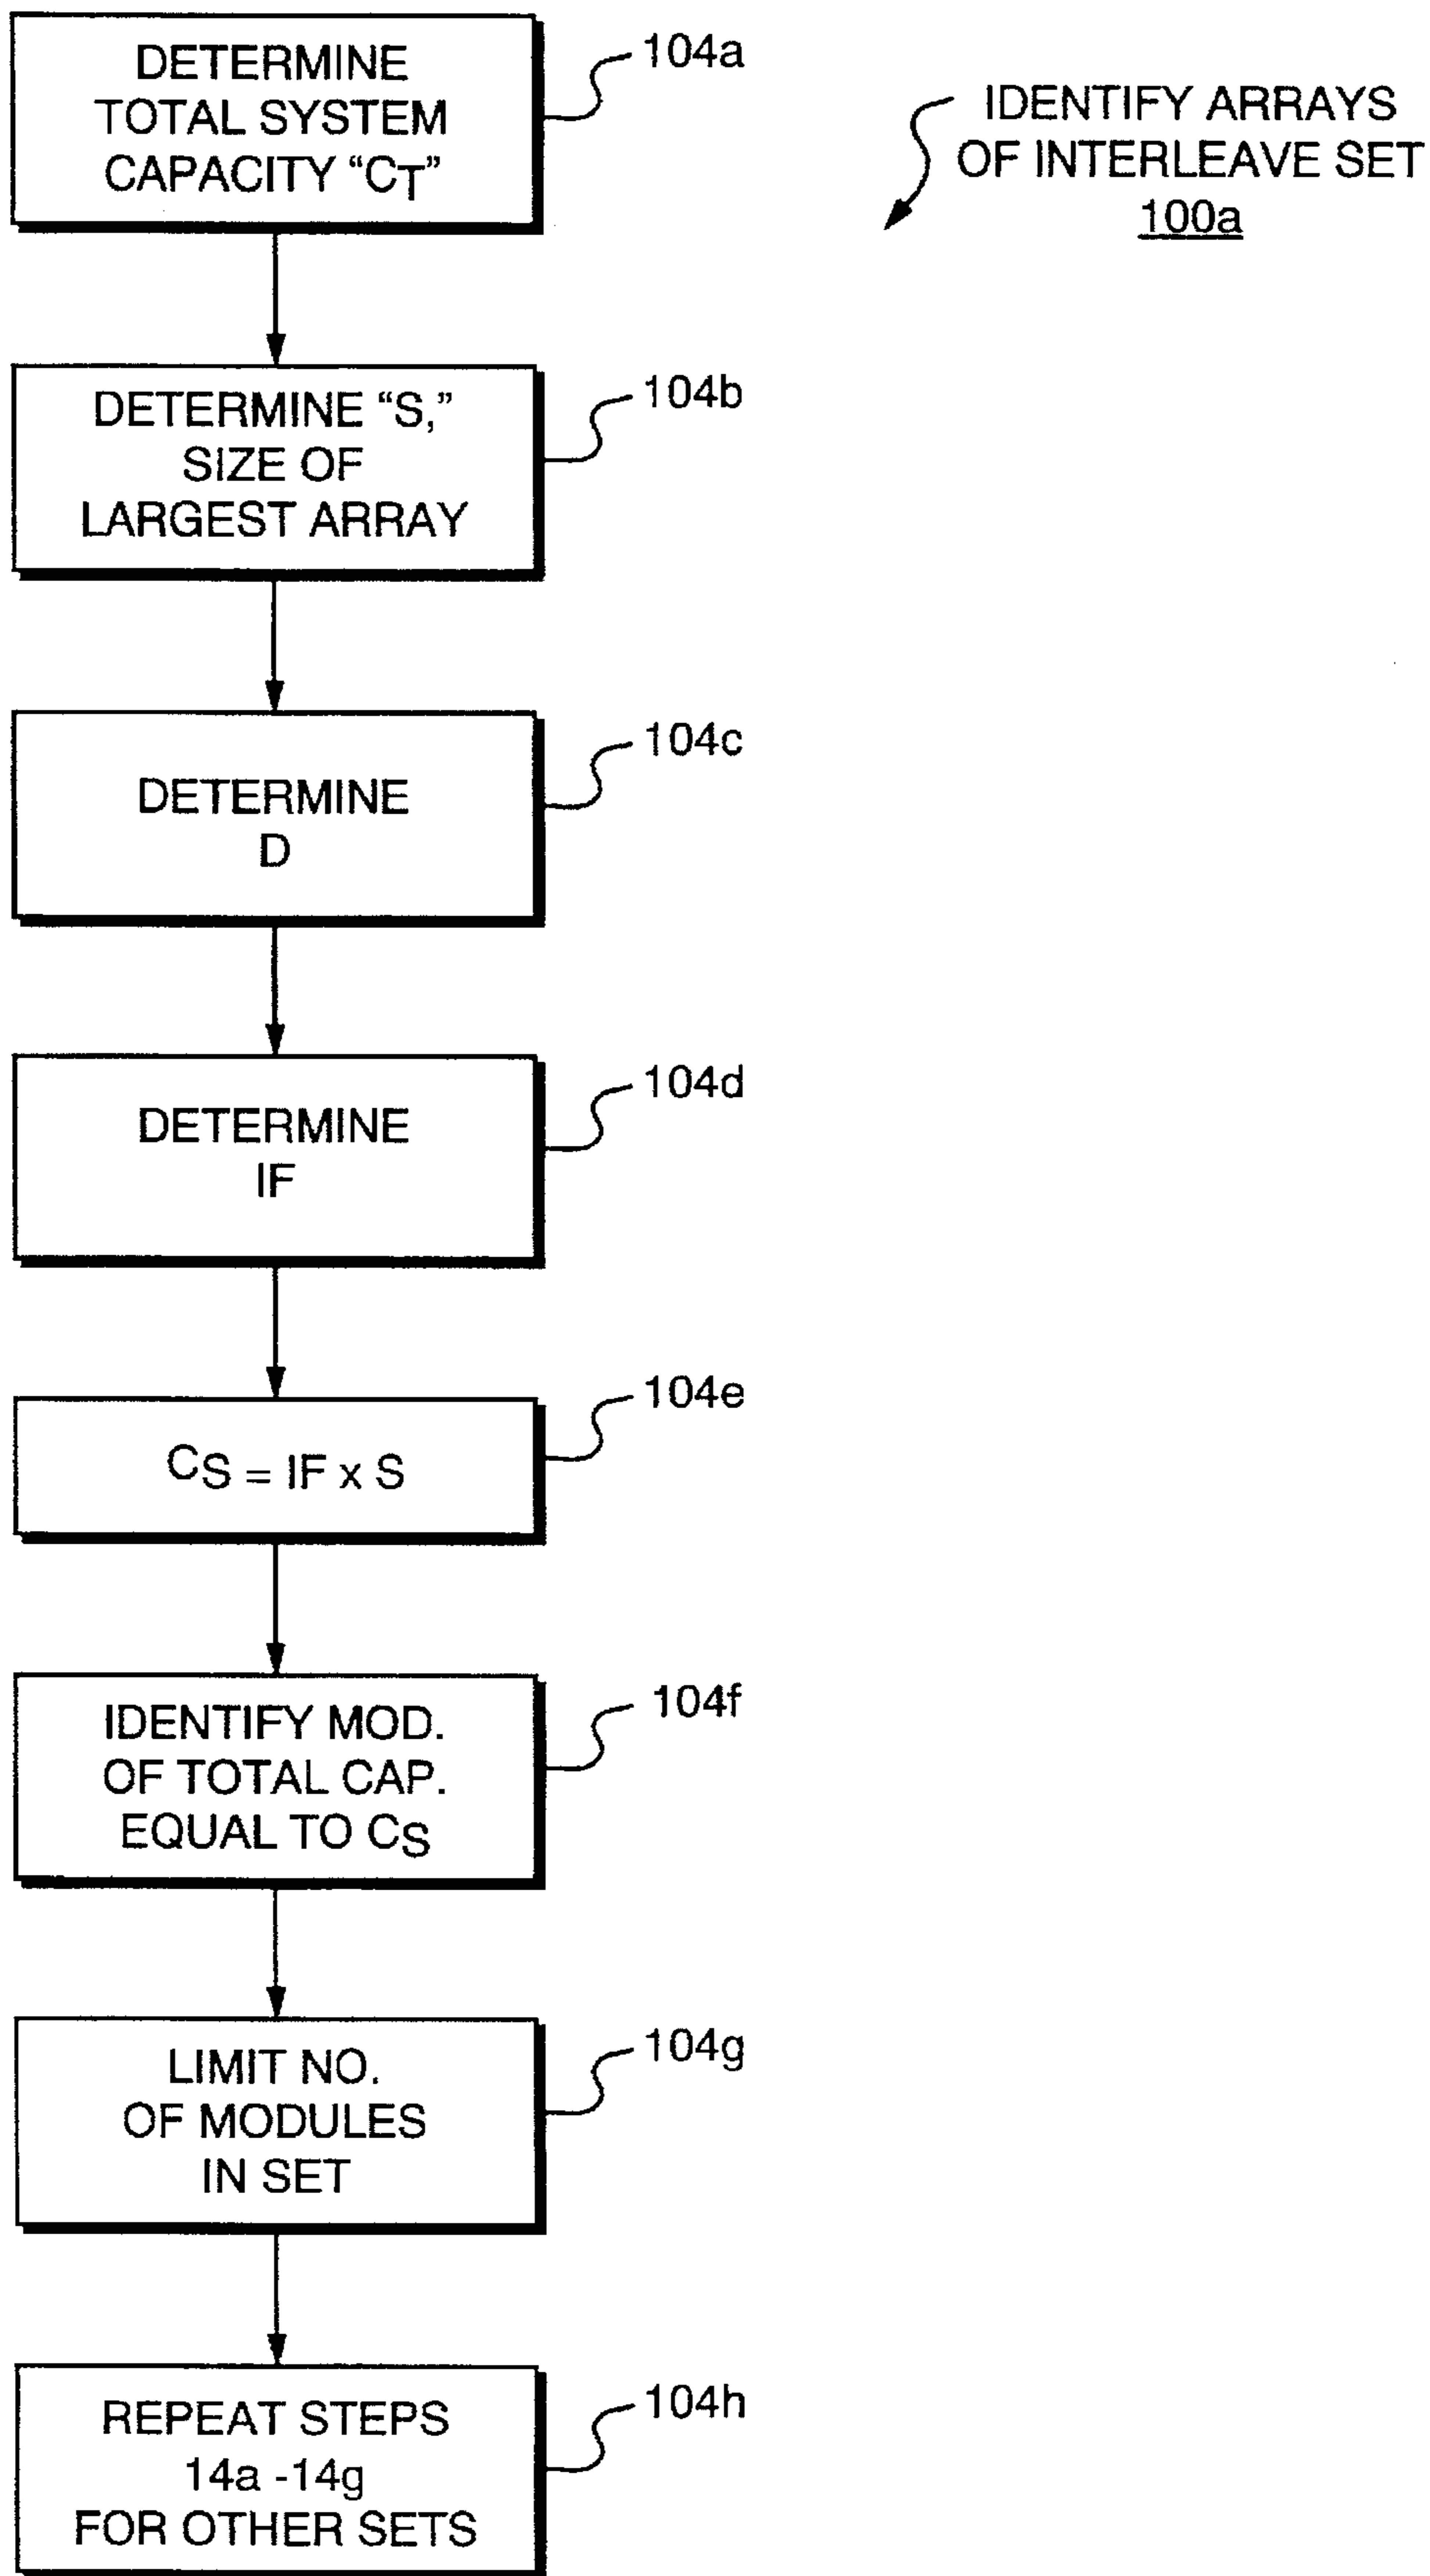 DETERMINE
TOTAL SYSTEM
CAPACITY “CT”
104a
IDENTIFY ARRAYS
OF INTERLEAVE SET
100a
DETERMINE “S,”
SIZE OF
LARGEST ARRAY
104b
DETERMINE
D
104c
DETERMINE
IF
104d
CS = IF x S
104e
IDENTIFY MOD.
OF TOTAL CAP.
EQUAL TO CS
104f
LIMIT NO.
OF MODULES
IN SET
104g
REPEAT STEPS
14a -14g
FOR OTHER SETS
104h